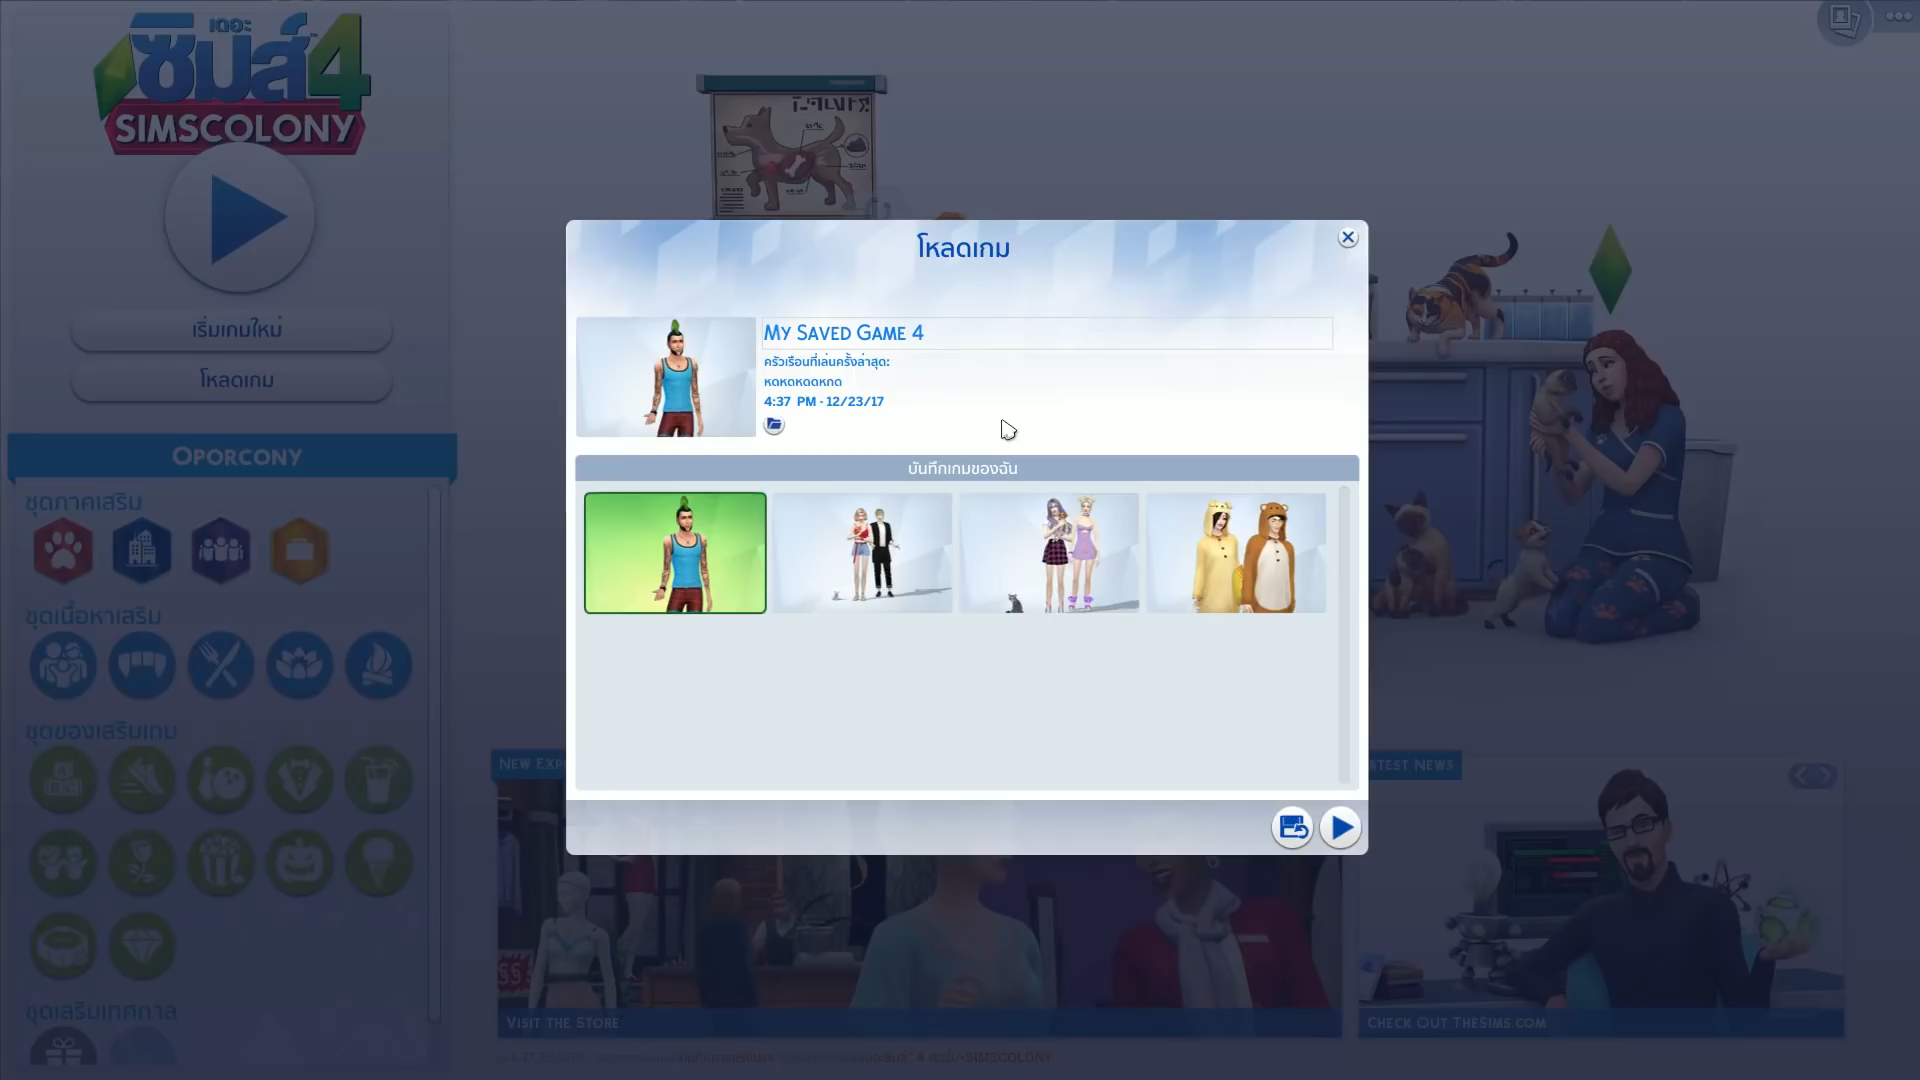 เดอะ
ซิมส์ 4
SIMSCOLONY
เริ่มเกมใหม่
โหลดเกม
OPORCONY
ชุดภาคเสริม
ชุดเนื้อหาเสริม
ชุดของเสริมเกม
ชุดเสริมเทศกาล
โหลดเกม
MY SAVED GAME 4
ครัวเรือนที่เล่นครั้งล่าสุด:
หดหดหดดหกด
4:37 PM - 12/23/17
บันทึกเกมของฉัน
NEW EXP
TEST NEWS
VISIT THE STORE
CHECK OUT THESIMS.COM
4 SIMSCOLONY